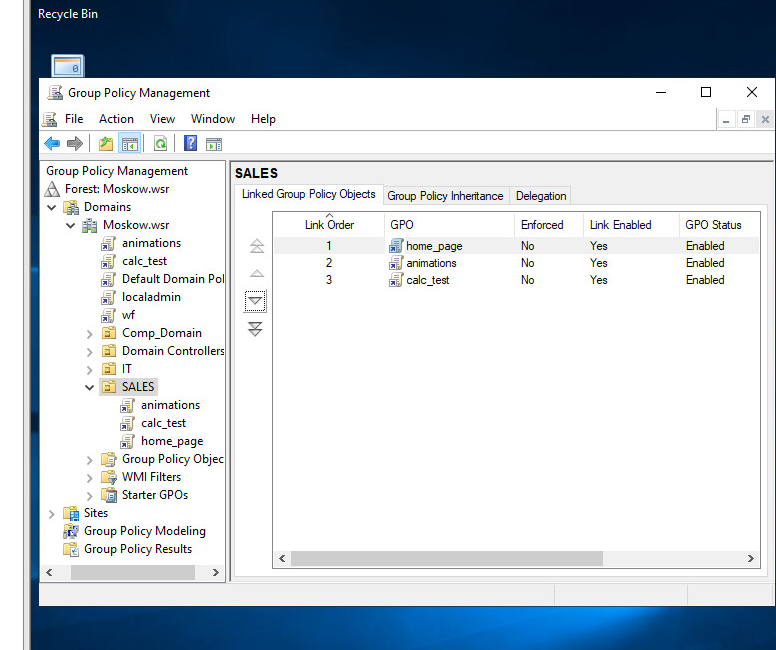 Recycle Bin
Group Policy Management
File Action View Window Help
Group Policy Management
Forest: Moskow.wsr
Domains
Moskow.wsr
animations
calc_test
Default Domain Pol
localadmin
wf
Comp_Domain
Domain Controllers
IT
SALES
animations
calc_test
home_page
Group Policy Objec
WMI Filters
Starter GPOs
Sites
Group Policy Modeling
Group Policy Results
SALES
Linked Group Policy Objects Group Policy Inheritance Delegation
Link Order GPO Enforced Link Enabled GPO Status
1 home_page No Yes Enabled
2 animations No Yes Enabled
3 calc_test No Yes Enabled